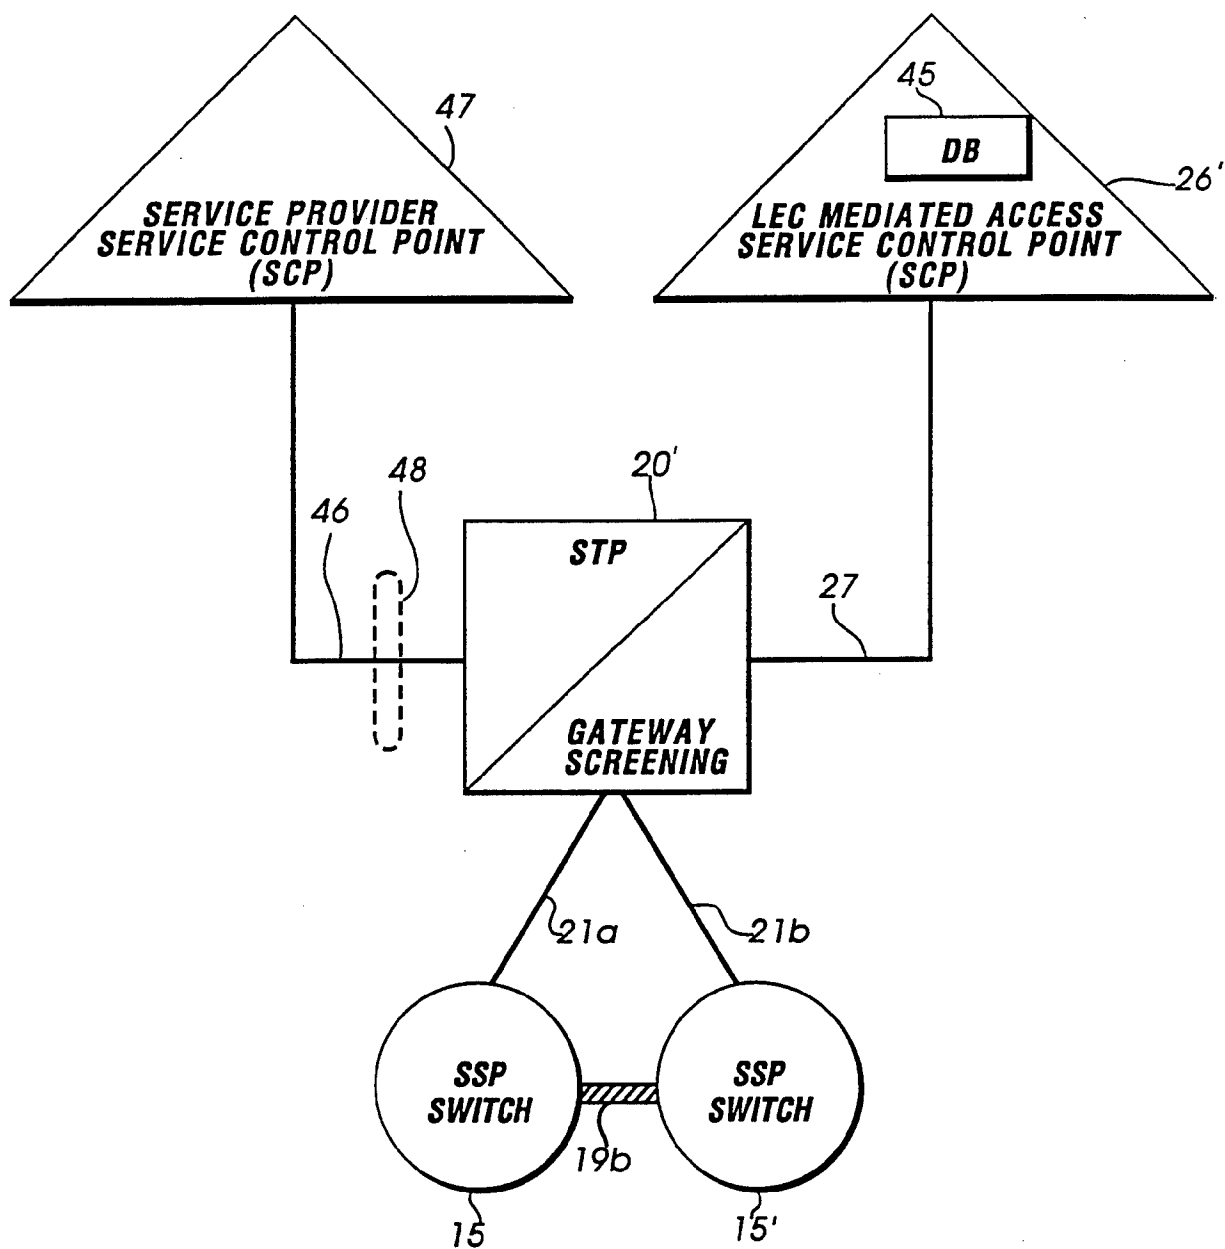 47
SERVICE PROVIDER
SERVICE CONTROL POINT
(SCP)
45
DB
26'
LEC MEDIATED ACCESS
SERVICE CONTROL POINT
(SCP)
46
48
20'
STP
GATEWAY
SCREENING
27
21a
21b
SSP
SWITCH
SSP
SWITCH
19b
15
15'